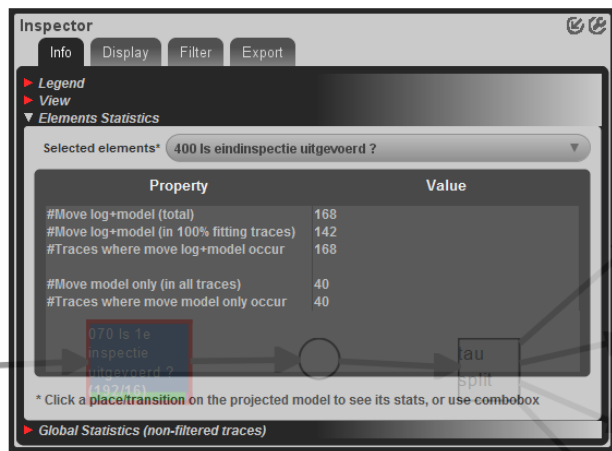 Inspector
Info Display Filter Export
Legend
View
Elements Statistics
Selected elements* 400 Is eindinspectie uitgevoerd ?
Property Value
#Move log+model (total) 168
#Move log+model (in 100% fitting traces) 142
#Traces where move log+model occur 168
#Move model only (in all traces) 40
#Traces where move model only occur 40
070 Is 1e
inspectie
uitgevoerd ?
(192/16)
tau
split
* Click a place/transition on the projected model to see its stats, or use combobox
Global Statistics (non-filtered traces)